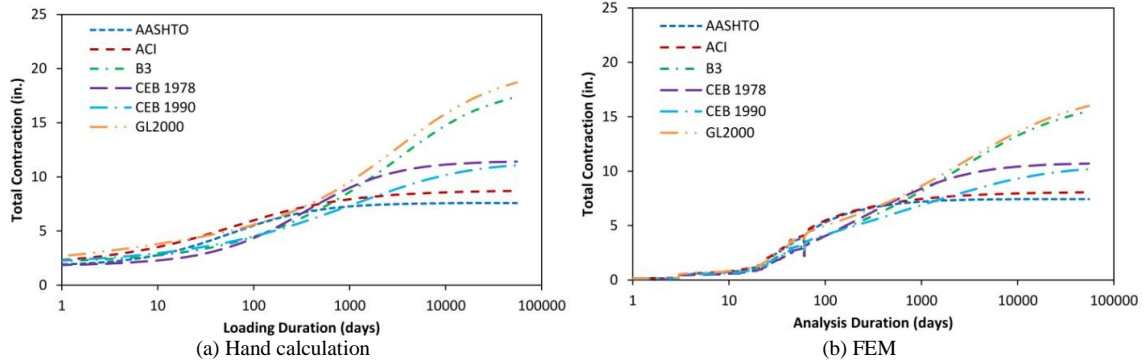 25
20
15
10
5
0
Total Contraction (in.)
AASHTO
ACI
B3
CEB 1978
CEB 1990
GL2000
1 10 100 1000 10000 100000
Loading Duration (days)
(a) Hand calculation
25
20
15
10
5
0
Total Contraction (in.)
AASHTO
ACI
B3
CEB 1978
CEB 1990
GL2000
1 10 100 1000 10000 100000
Analysis Duration (days)
(b) FEM